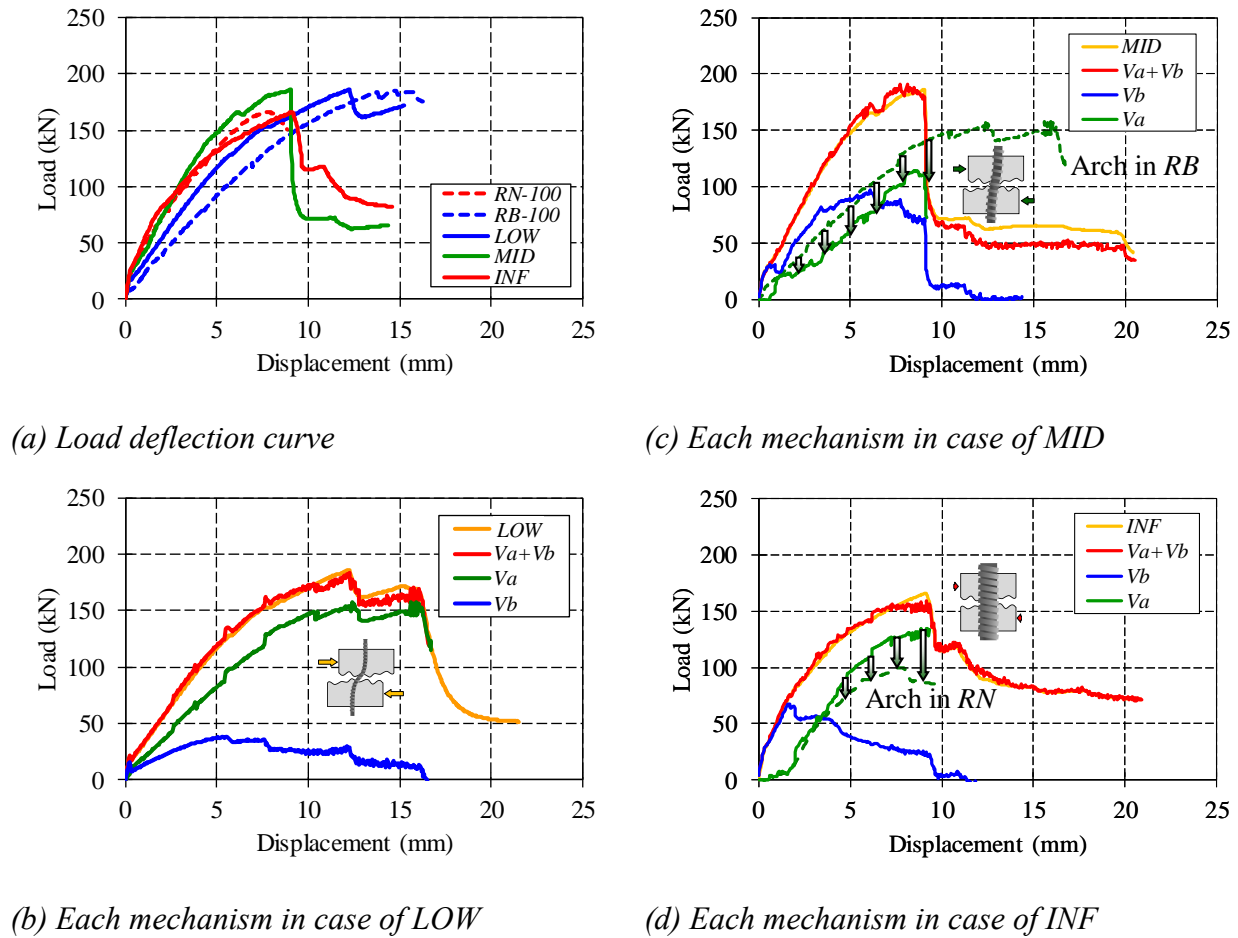 250
200
150
100
50
0
Load (kN)
0 5 10 15 20 25
Displacement (mm)
RN-100
RB-100
LOW
MID
INF
(a) Load deflection curve
250
200
150
100
50
0
Load (kN)
0 5 10 15 20 25
Displacement (mm)
MID
Va+Vb
Vb
Va
Arch in RB
(c) Each mechanism in case of MID
250
200
150
100
50
0
Load (kN)
0 5 10 15 20 25
Displacement (mm)
LOW
Va+Vb
Va
Vb
(b) Each mechanism in case of LOW
250
200
150
100
50
0
Load (kN)
0 5 10 15 20 25
Displacement (mm)
INF
Va+Vb
Vb
Va
Arch in RN
(d) Each mechanism in case of INF